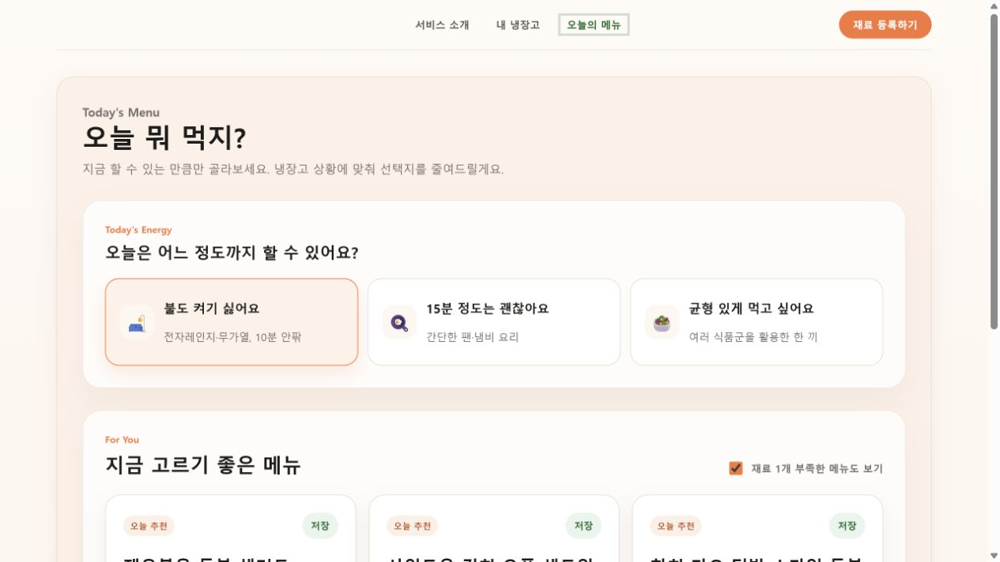 서비스 소개
내 냉장고
오늘의 메뉴
재료 등록하기
Today's Menu
오늘 뭐 먹지?
지금 할 수 있는 만큼만 골라보세요. 냉장고 상황에 맞춰 선택지를 줄여드릴게요.
Today's Energy
오늘은 어느 정도까지 할 수 있어요?
불도 켜기 싫어요
전자레인지·무가열, 10분 안팎
15분 정도는 괜찮아요
간단한 팬·냄비 요리
균형 있게 먹고 싶어요
여러 식품군을 활용한 한 끼
For You
지금 고르기 좋은 메뉴
재료 1개 부족한 메뉴도 보기
오늘 추천
저장
오늘 추천
저장
오늘 추천
저장